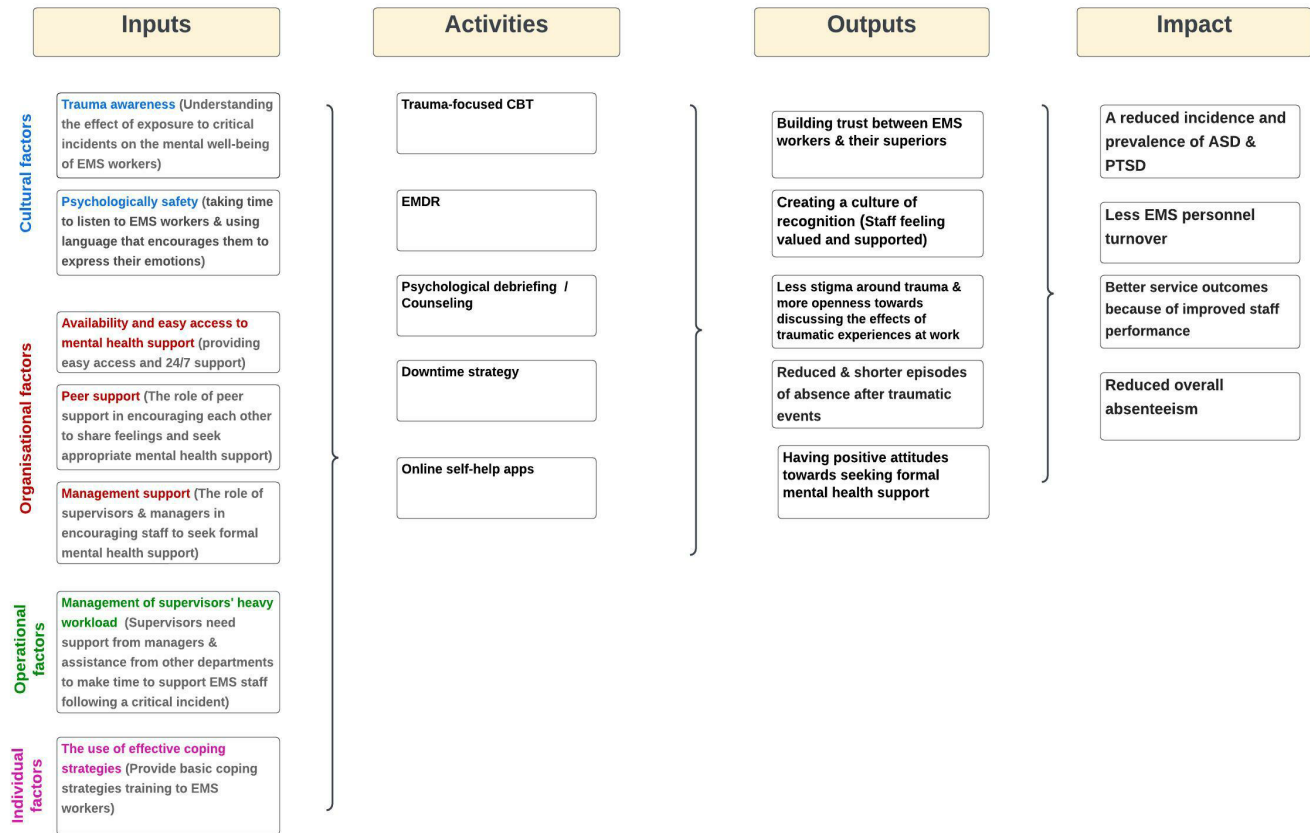 Inputs
Activities
Outputs
Impact
Cultural factors
Trauma awareness (Understanding
the effect of exposure to critical
incidents on the mental well-being
of EMS workers)
Psychologically safety (taking time
to listen to EMS workers & using
language that encourages them to
express their emotions)
Organisational factors
Availability and easy access to
mental health support (providing
easy access and 24/7 support)
Peer support (The role of peer
support in encouraging each other
to share feelings and seek
appropriate mental health support)
Management support (The role of
supervisors & managers in
encouraging staff to seek formal
mental health support)
Operational
factors
Management of supervisors' heavy
workload (Supervisors need
support from managers &
assistance from other departments
to make time to support EMS staff
following a critical incident)
Individual
factors
The use of effective coping
strategies (Provide basic coping
strategies training to EMS
workers)
Trauma-focused CBT
EMDR
Psychological debriefing /
Counseling
Downtime strategy
Online self-help apps
Building trust between EMS
workers & their superiors
Creating a culture of
recognition (Staff feeling
valued and supported)
Less stigma around trauma &
more openness towards
discussing the effects of
traumatic experiences at work
Reduced & shorter episodes
of absence after traumatic
events
Having positive attitudes
towards seeking formal
mental health support
A reduced incidence and
prevalence of ASD &
PTSD
Less EMS personnel
turnover
Better service outcomes
because of improved staff
performance
Reduced overall
absenteeism